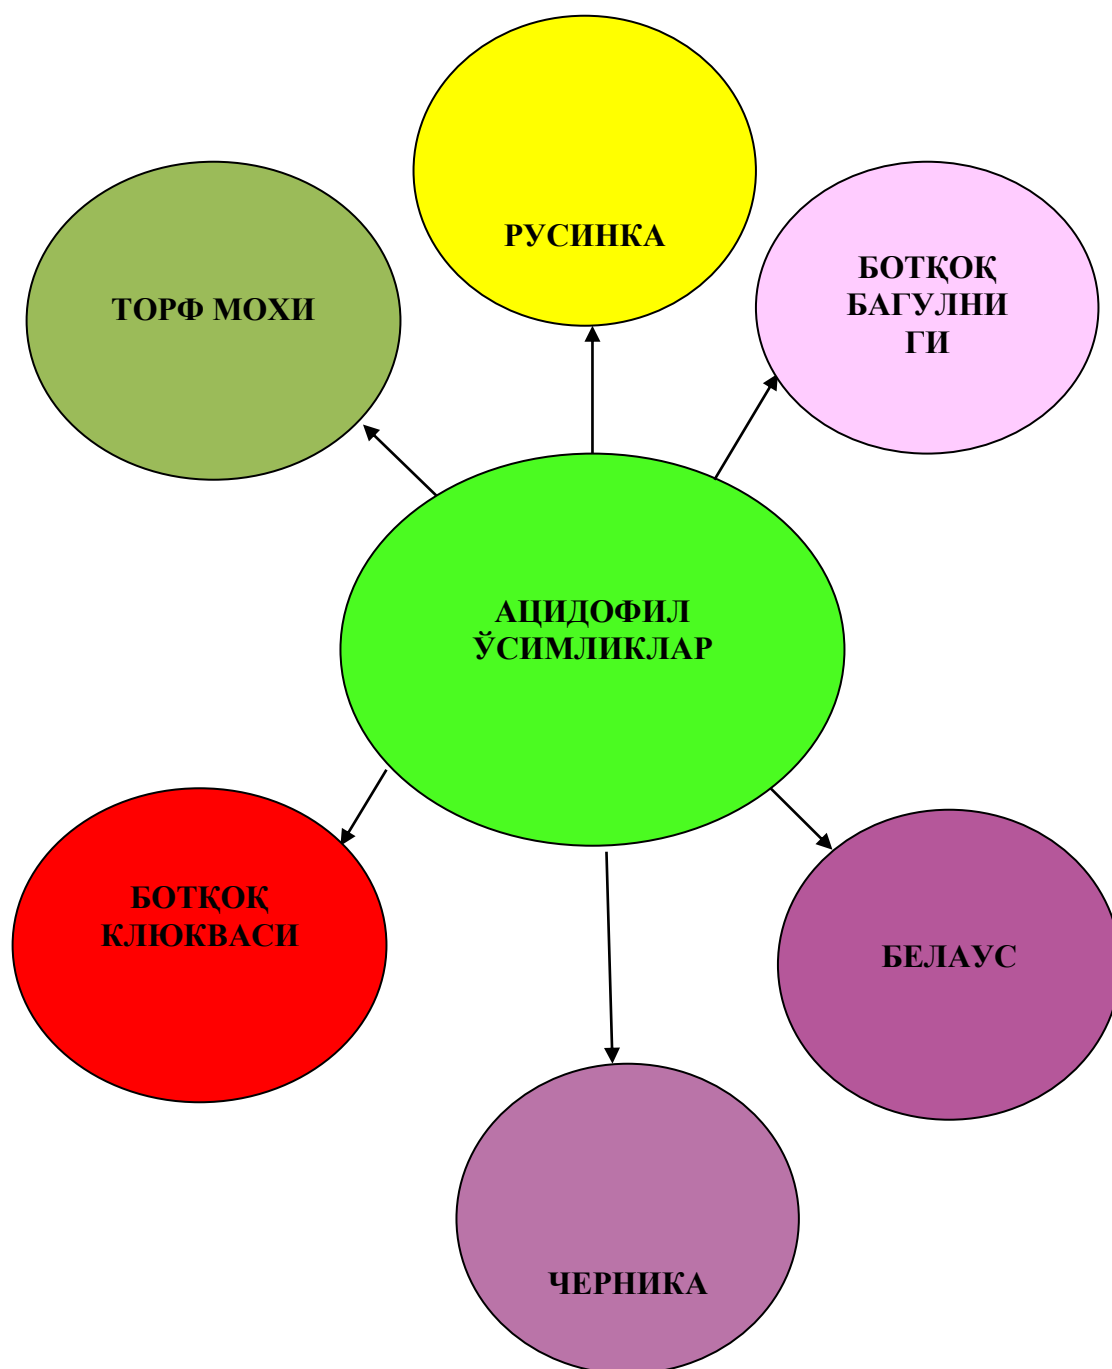 РУСИНКА
ТОРФ МОХИ
БОТҚОҚ
БАГУЛНИ
ГИ
АЦИДОФИЛ
ЎСИМЛИКЛАР
БОТҚОҚ
КЛЮКВАСИ
БЕЛАУС
ЧЕРНИКА